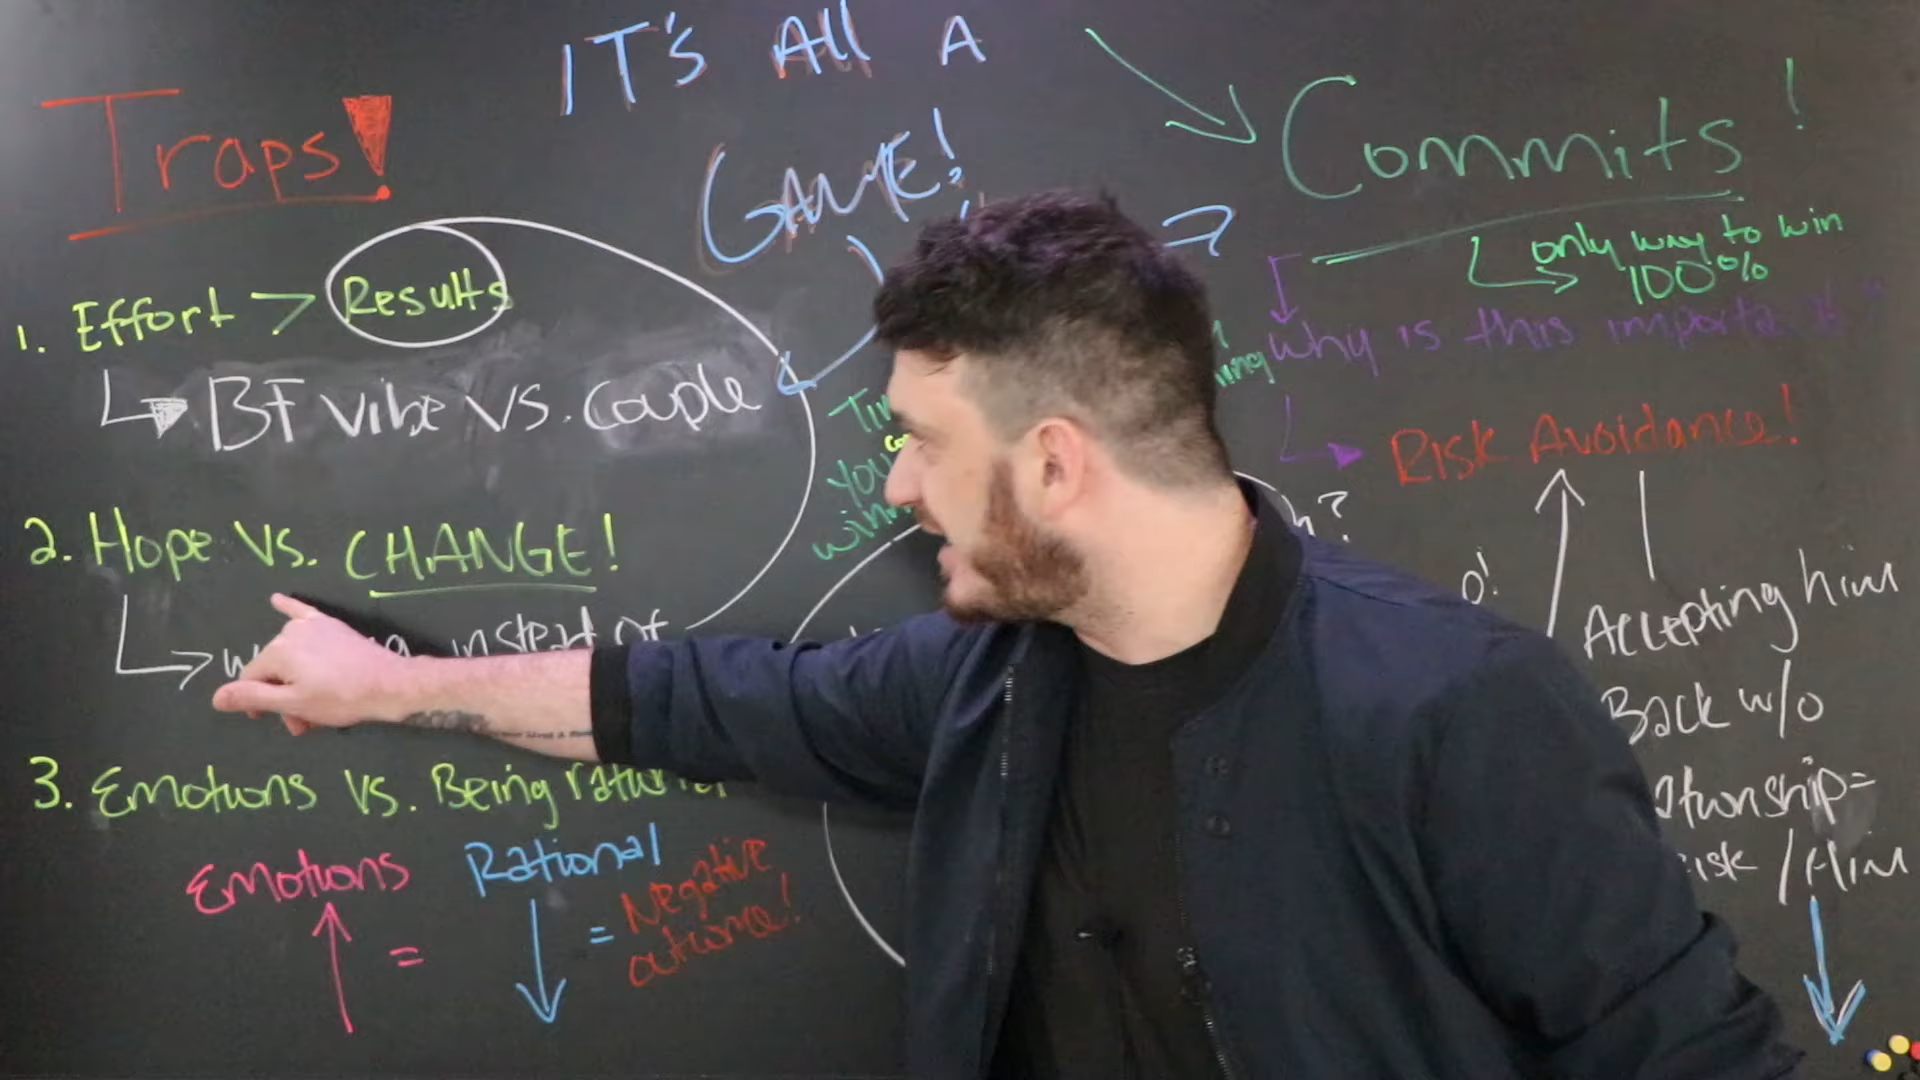 IT's All A
GAME!
Traps!
1. Effort > Results
BF vibe vs. couple
2. Hope vs. CHANGE!
instead of
3. Emotions vs. Being
Emotions
=
Rational
= Negative
outcome!
?
Commits!
only way to win
100%
why is this
Risk Avoidance!
Accepting him
Back w/o
/ Him